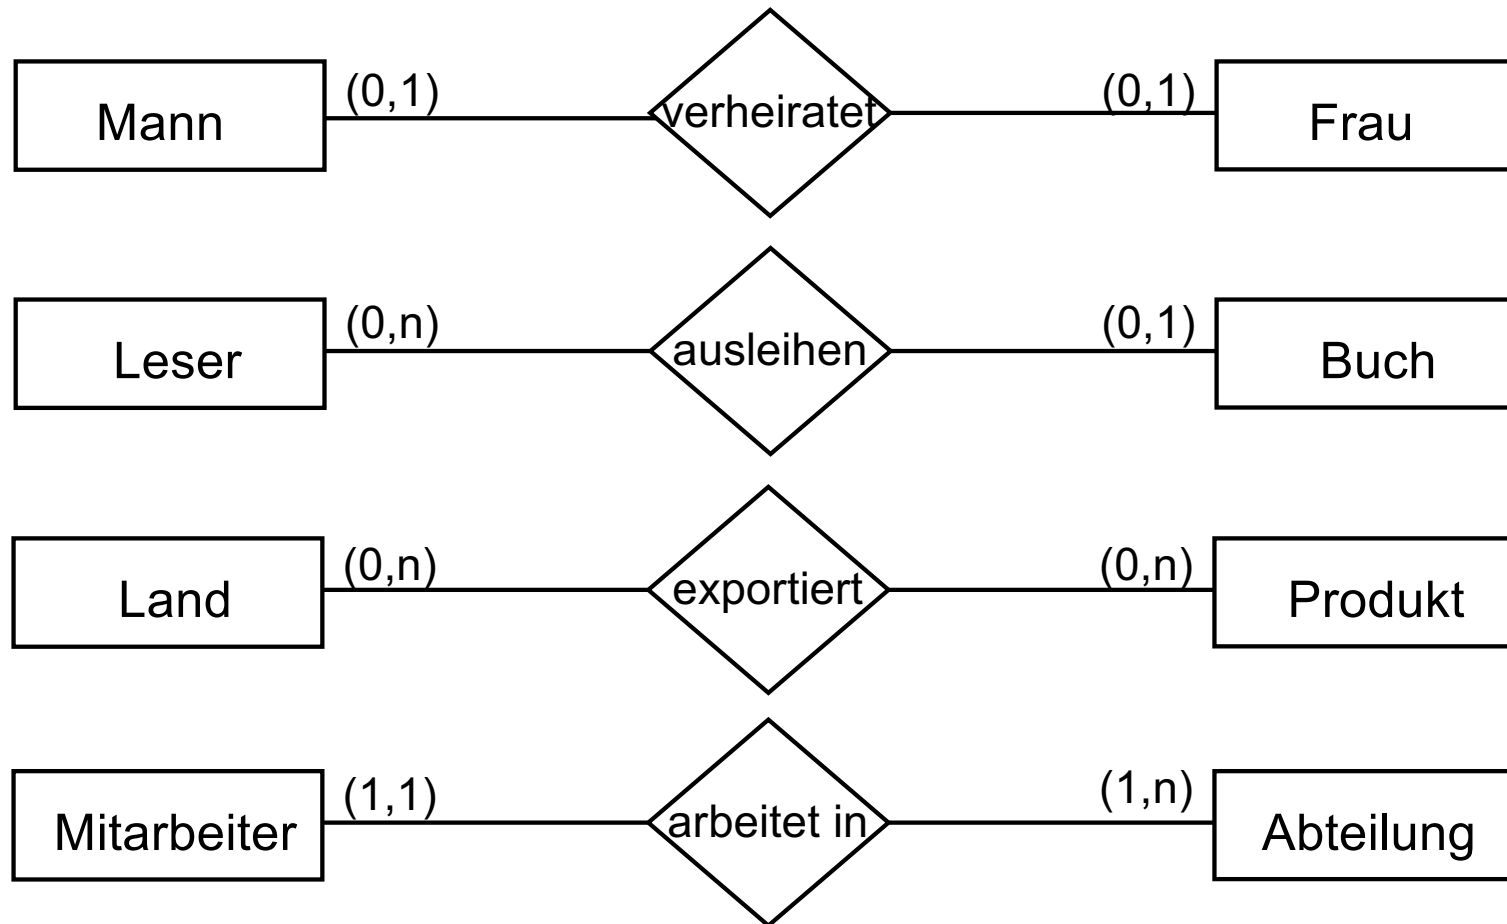 (0,1) (0,1)
Mann verheiratet Frau
(0,n) (0,1)
Leser ausleihen Buch
(0,n) (0,n)
Land exportiert Produkt
(1,1) (1,n)
Mitarbeiter arbeitet in Abteilung